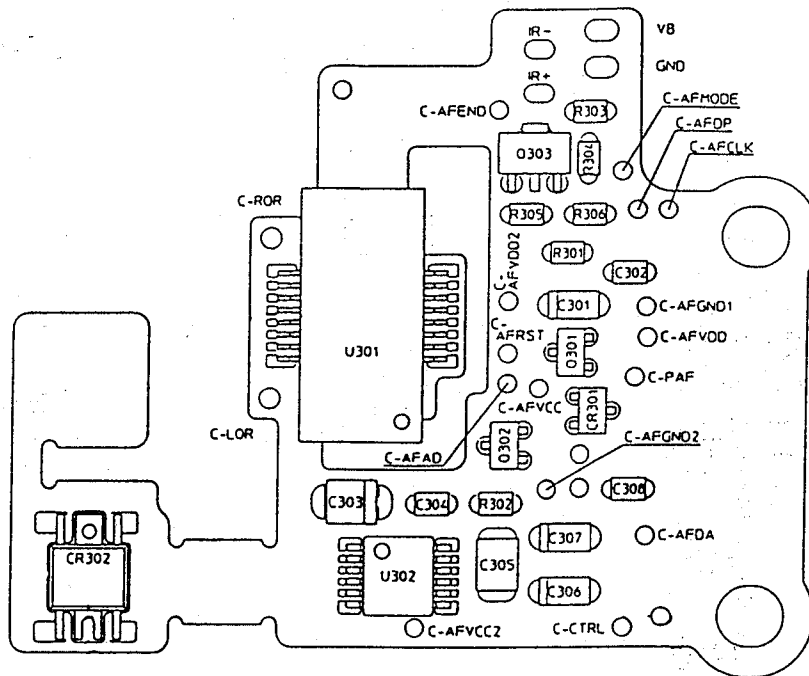 IR-
VB
GND
IR+
C-AFMODE
C-AFEND
R303
C-AFDP
Q303
R304
C-AFCLK
C-ROR
R305
R306
C-AFVDD2
R301
C302
C301
C-AFGND1
C-AFRST
U301
Q301
C-AFVDD
C-PAF
C-AFVCC
CR301
C-LOR
C-AFAD
Q302
C-AFGND2
C303
C304
R302
C308
CR302
C307
C-AFDA
U302
C305
C306
C-AFVCC2
C-CTRL